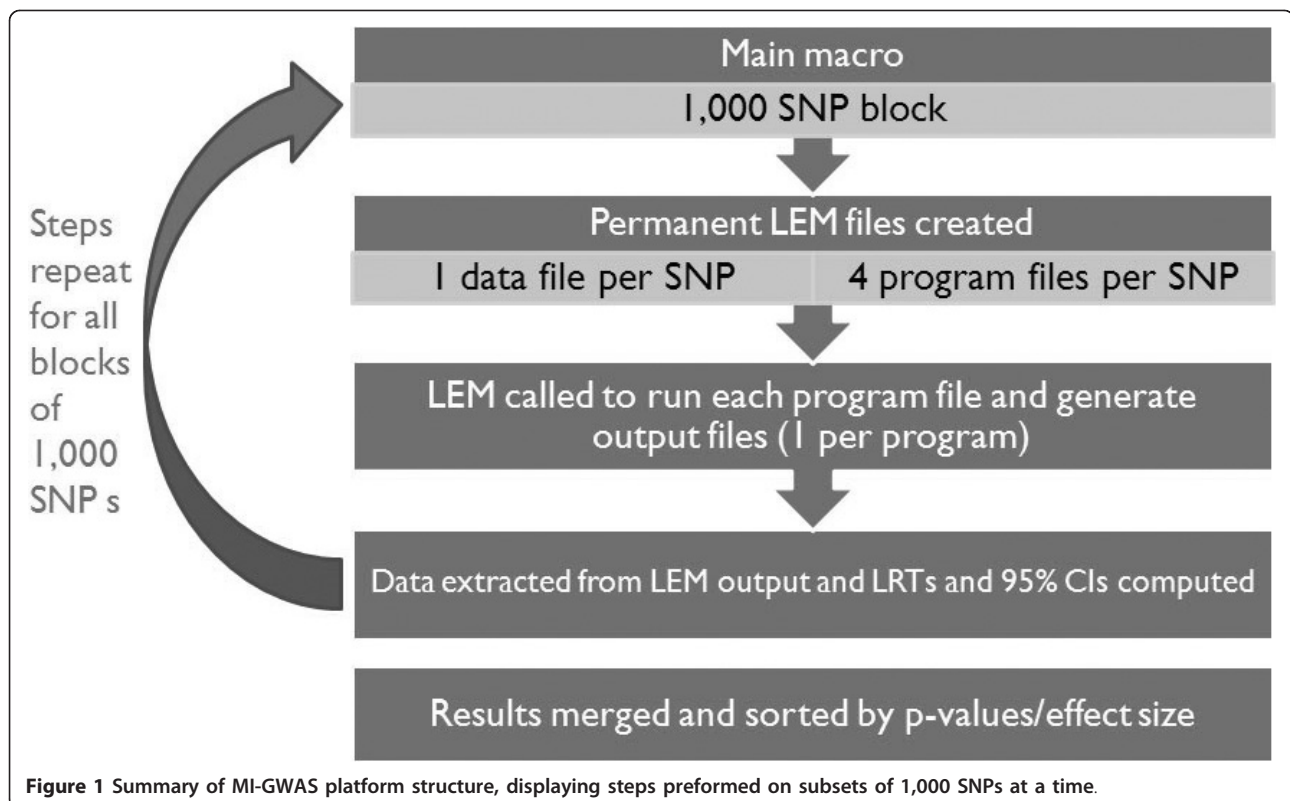 Main macro
1,000 SNP block
Permanent LEM files created
1 data file per SNP
4 program files per SNP
LEM called to run each program file and generate
output files (1 per program)
Data extracted from LEM output and LRTs and 95% CIs computed
Results merged and sorted by p-values/effect size
Steps
repeat
for all
blocks
of
1,000
SNP s
Figure 1 Summary of MI-GWAS platform structure, displaying steps preformed on subsets of 1,000 SNPs at a time.